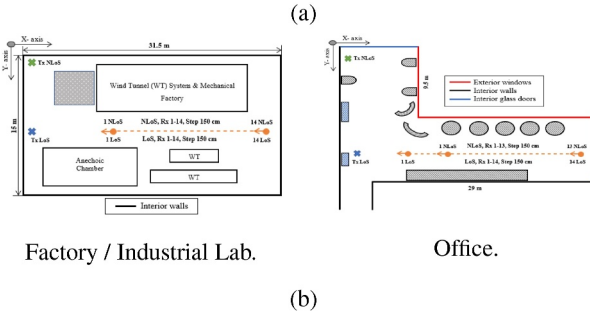 (a)
X- axis
Y- axis
31.5 m
15 m
Tx NLoS
Wind Tunnel (WT) System & Mechanical
Factory
1 NLoS
NLoS, Rx 1-14, Step 150 cm
14 NLoS
Tx LoS
1 LoS
LoS, Rx 1-14, Step 150 cm
14 LoS
Anechoic
Chamber
WT
WT
Interior walls
Factory / Industrial Lab.
X- axis
Y- axis
Tx NLoS
9.5 m
Exterior windows
Interior walls
Interior glass doors
1 NLoS
NLoS, Rx 1-13, Step 150 cm
13 NLoS
Tx LoS
1 LoS
LoS, Rx 1-14, Step 150 cm
14 LoS
29 m
Office.
(b)